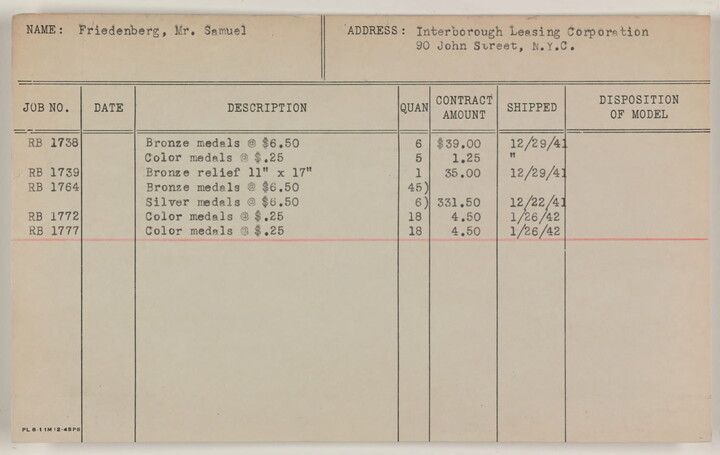 NAME: Friedenberg, Mr. Samuel
ADDRESS: Interborough Leasing Corporation
90 John Street, N.Y.C.
JOB NO. DATE DESCRIPTION QUAN CONTRACT AMOUNT SHIPPED DISPOSITION OF MODEL
RB 1738 Bronze medals @ $6.50 6 $39.00 12/29/41
Color medals @ $.25 5 1.25 "
RB 1739 Bronze relief 11" x 17" 1 35.00 12/29/41
RB 1764 Bronze medals @ $6.50 45)
Silver medals @ $6.50 6) 331.50 12/22/41
RB 1772 Color medals @ $.25 18 4.50 1/26/42
RB 1777 Color medals @ $.25 18 4.50 1/26/42